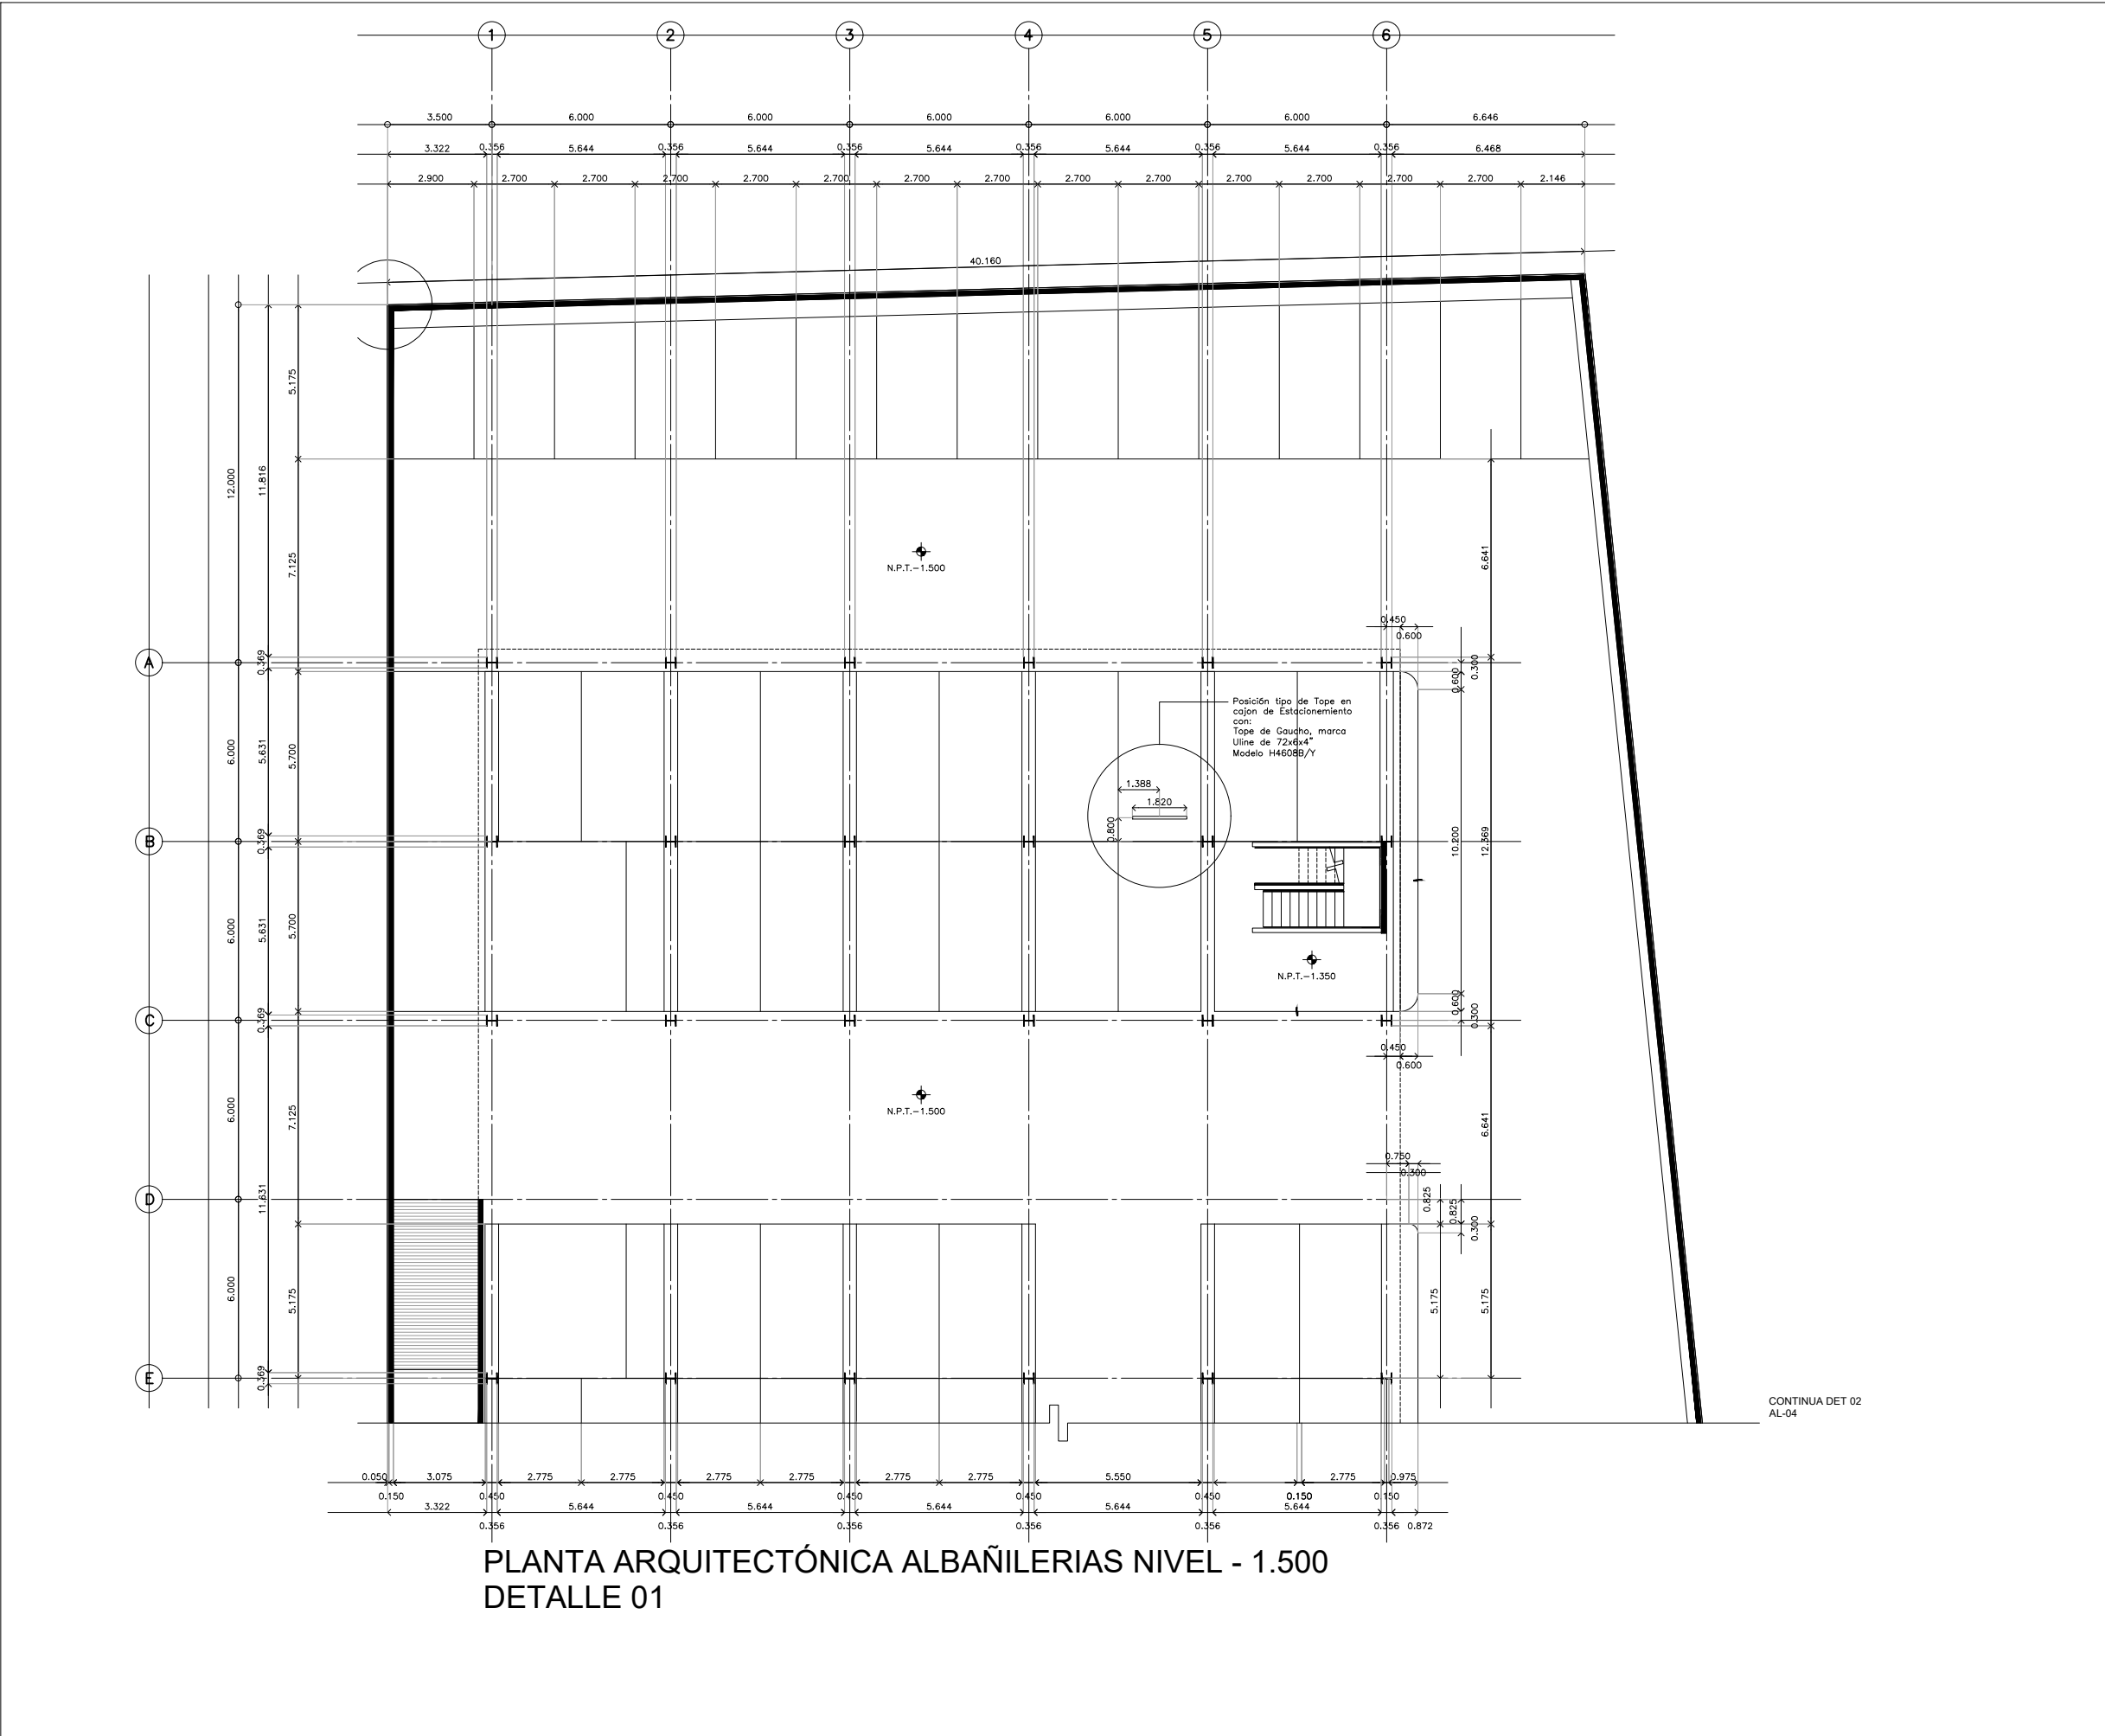 1 2 3 4 5 6
3.500 6.000 6.000 6.000 6.000 6.000 6.646
3.322 0.356 5.644 0.356 5.644 0.356 5.644 0.356 5.644 0.356 5.644 0.356 6.468
2.900 2.700 2.700 2.700 2.700 2.700 2.700 2.700 2.700 2.700 2.700 2.700 2.700 2.700 2.146
40.160
5.175
12.000
11.816
7.125
6.641
N.P.T.-1.500
0.450
0.600
A
0.369
0.600
0.300
Posición tipo de Tope en
cajon de Estacionemiento
con:
Tope de Gaucho, marca
Uline de 72x6x4"
Modelo H4608B/Y
6.000
5.631
5.700
1.388
1.820
0.800
B
0.369
10.200
12.369
6.000
5.631
5.700
N.P.T.-1.350
0.600
0.300
C
0.369
0.450
0.600
N.P.T.-1.500
6.000
7.125
6.641
0.750
0.300
D
11.631
0.825
0.825
0.300
6.000
5.175
5.175
5.175
E
0.369
CONTINUA DET 02
AL-04
0.050 3.075 2.775 2.775 2.775 2.775 2.775 2.775 5.550 2.775 0.975
0.150 0.450 0.450 0.450 0.450 0.450 0.150 0.150
3.322 5.644 5.644 5.644 5.644 5.644
0.356 0.356 0.356 0.356 0.356 0.356 0.872
PLANTA ARQUITECTÓNICA ALBAÑILERIAS NIVEL - 1.500
DETALLE 01